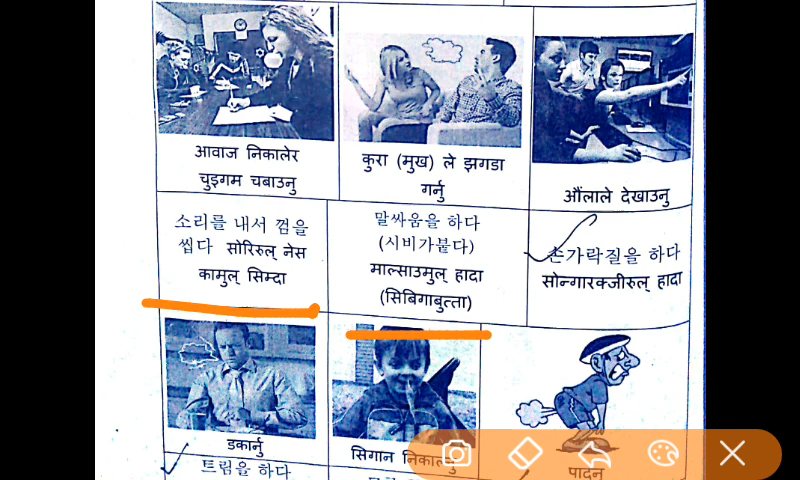 आवाज निकालेर
चुइगम चबाउनु
कुरा (मुख) ले झगडा
गर्नु
औंलाले देखाउनु
소리를 내서 껌을
씹다 सोरिरुल् नेस
कामुल् सिम्दा
말싸움을 하다
(시비가붙다)
माल्साउमुल् हादा
(सिबिगाबुत्ता)
손가락질을 하다
सोन्गारक्जीरुल् हादा
डकार्नु
सिगान निकाल्नु
पादनु
트림을 하다